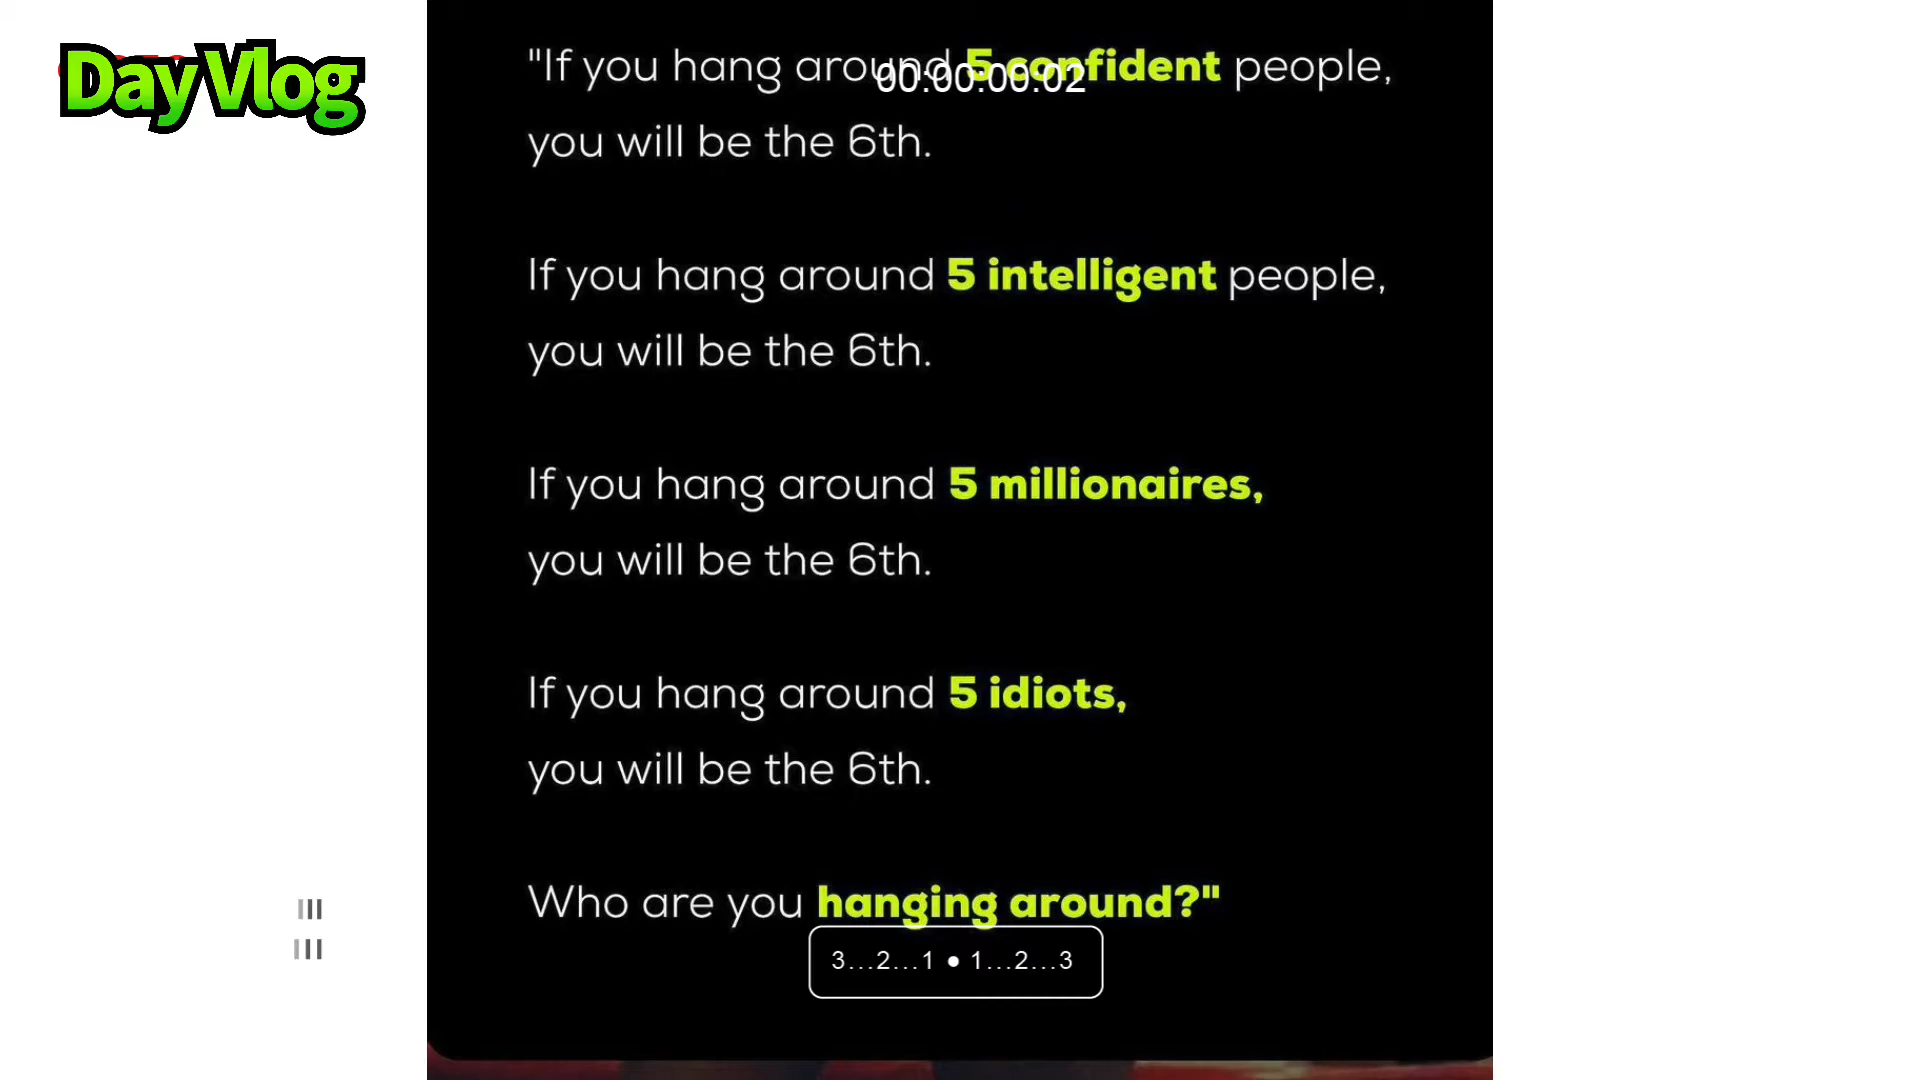 Day Vlog
"If you hang around 5 confident people,
00:00:00:02
you will be the 6th.
If you hang around 5 intelligent people,
you will be the 6th.
If you hang around 5 millionaires,
you will be the 6th.
If you hang around 5 idiots,
you will be the 6th.
Who are you hanging around?"
3...2...1 ● 1...2...3